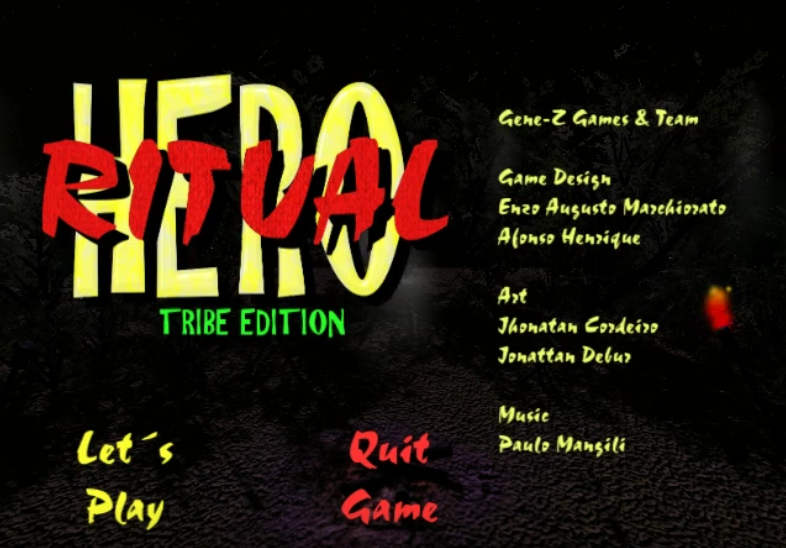 HERO
RITUAL
TRIBE EDITION
Let´s
Play
Quit
Game
Gene-Z Games & Team
Game Design
Enzo Augusto Marchiorato
Afonso Henrique
Art
Jhonatan Cordeiro
Jonattan Debur
Music
Paulo Mangili